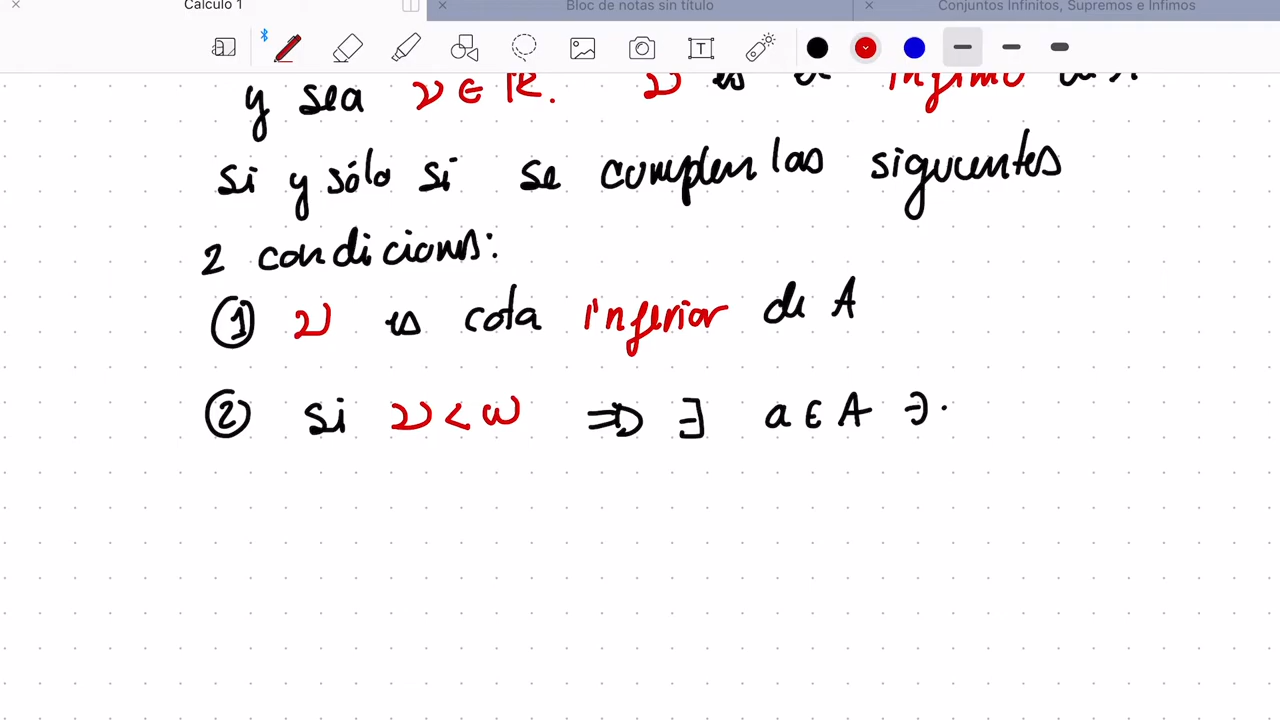 Calculo 1 Bloc de notas sin título Conjuntos Infinitos, Supremos e Infimos
T
y sea ν ∈ ℝ. ν es el ínfimo de A
si y sólo si se cumplen las siguientes
2 condiciones:
① ν es cota inferior de A
② si ν < ω ⇒ ∃ a ∈ A ∋ ·